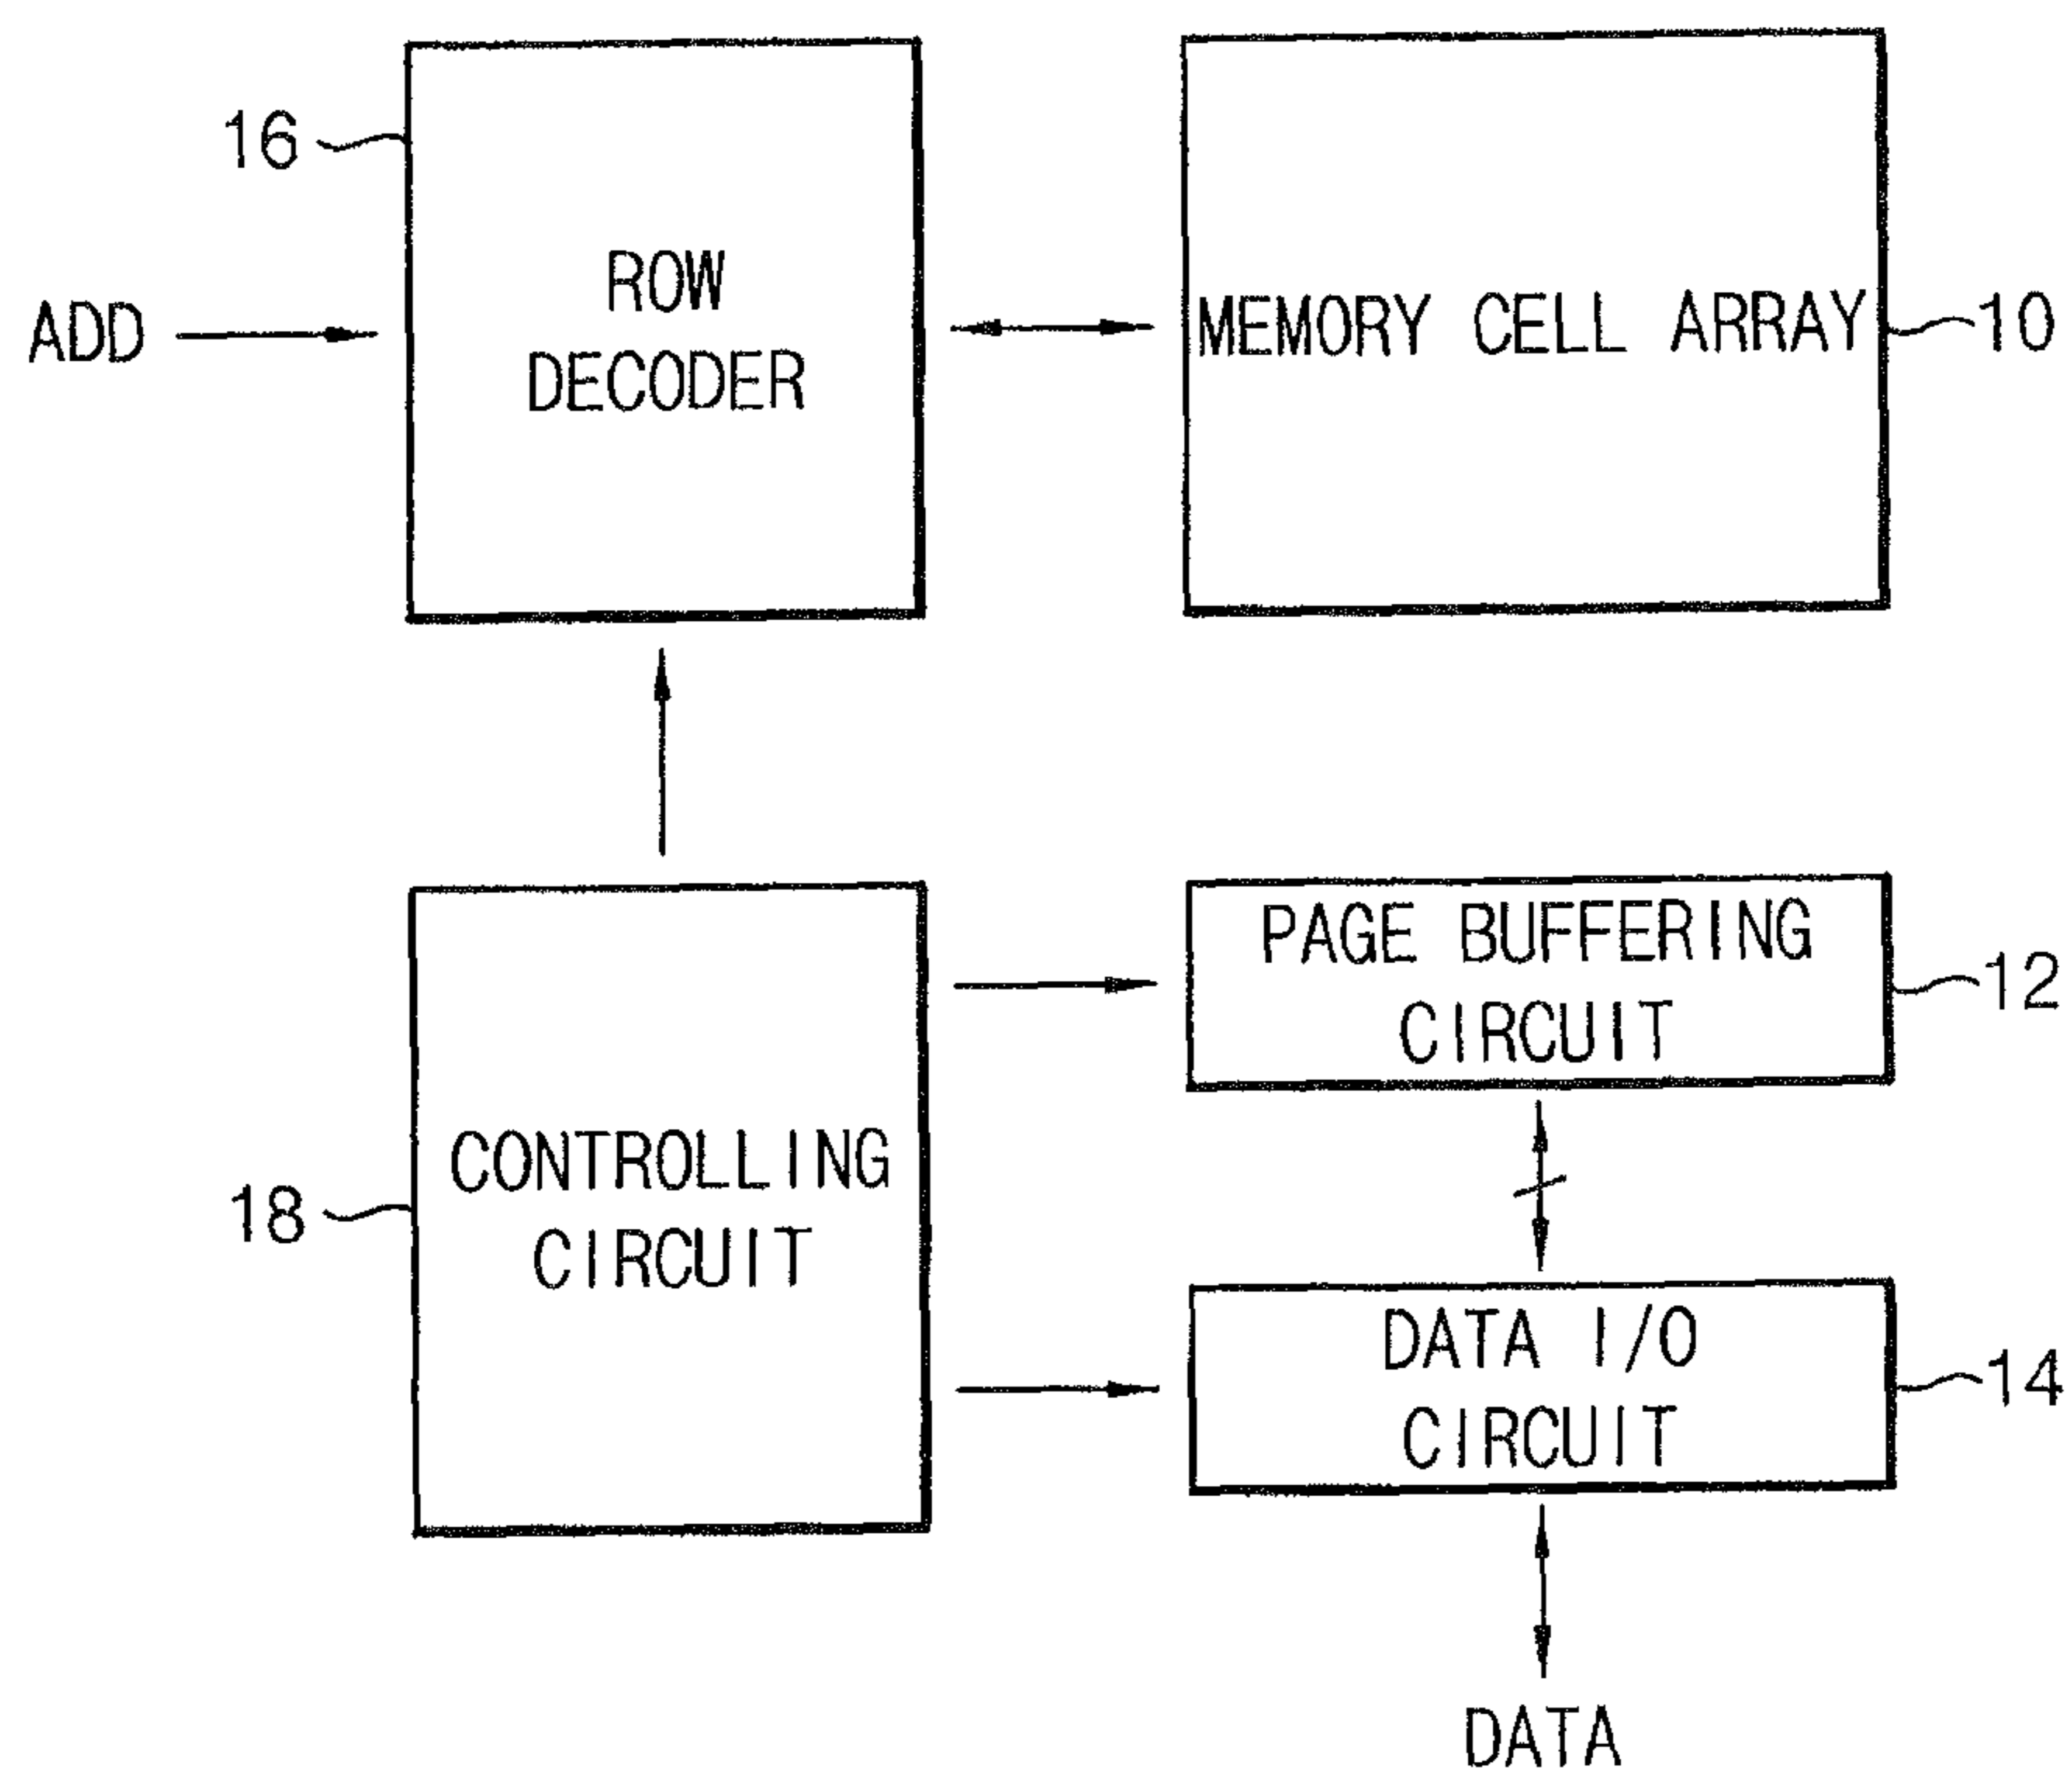 16
ROW
DECODER
ADD
MEMORY CELL ARRAY
10
PAGE BUFFERING
CIRCUIT
12
CONTROLLING
CIRCUIT
18
DATA I/O
CIRCUIT
14
DATA